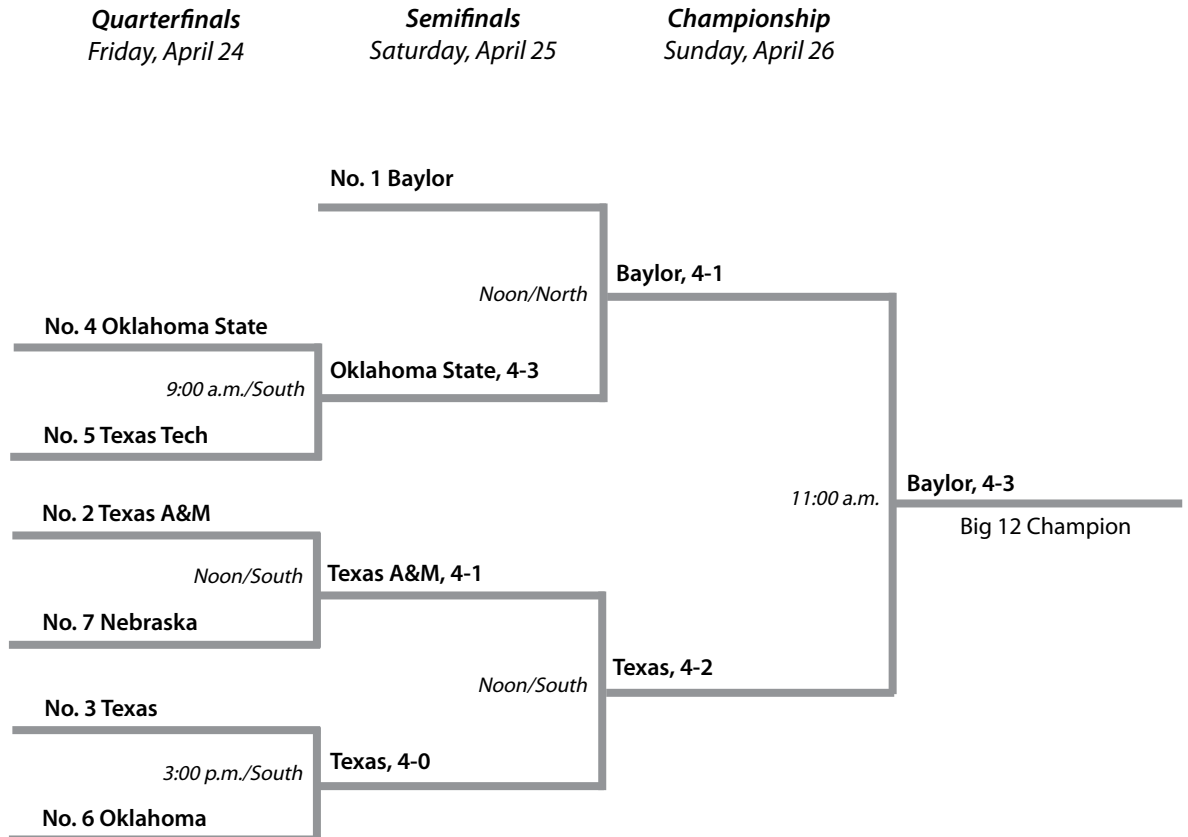 Quarterfinals
Friday, April 24
Semifinals
Saturday, April 25
Championship
Sunday, April 26
No. 1 Baylor
Noon/North
Baylor, 4-1
No. 4 Oklahoma State
9:00 a.m./South
Oklahoma State, 4-3
No. 5 Texas Tech
11:00 a.m.
Baylor, 4-3
Big 12 Champion
No. 2 Texas A&M
Noon/South
Texas A&M, 4-1
No. 7 Nebraska
Noon/South
Texas, 4-2
No. 3 Texas
3:00 p.m./South
Texas, 4-0
No. 6 Oklahoma